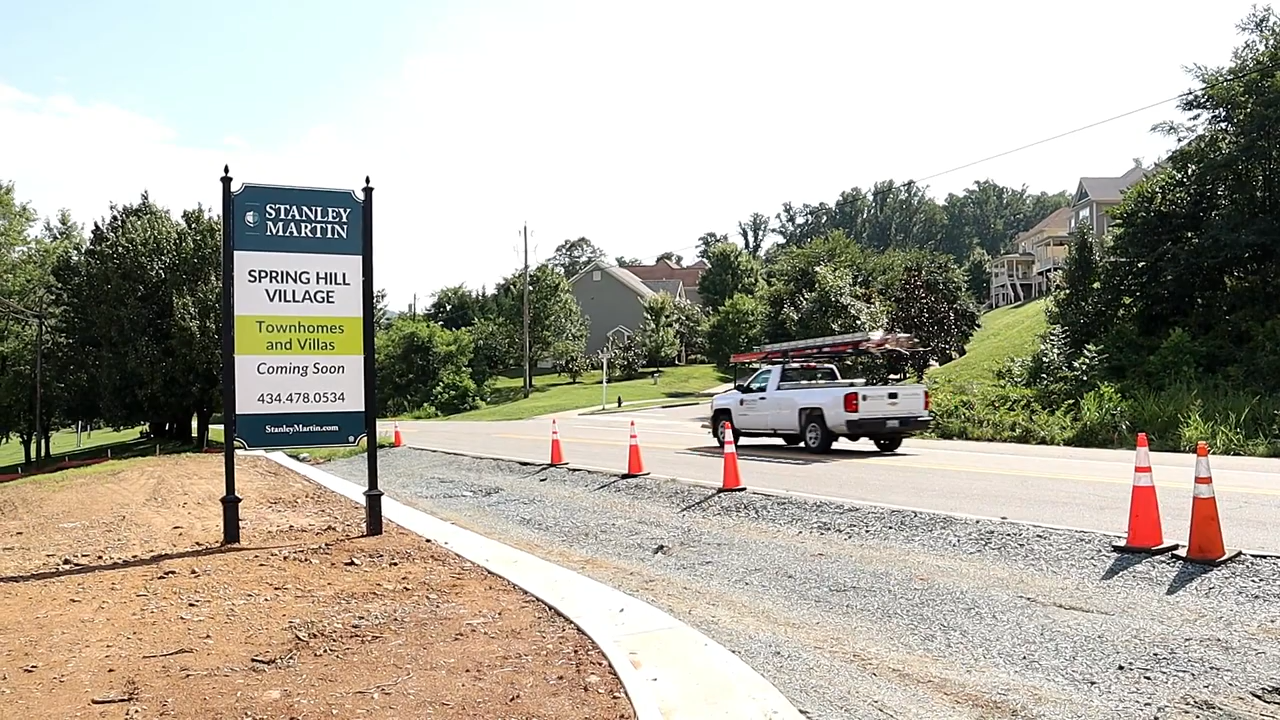 STANLEY
MARTIN
SPRING HILL
VILLAGE
Townhomes
and Villas
Coming Soon
434.478.0534
StanleyMartin.com